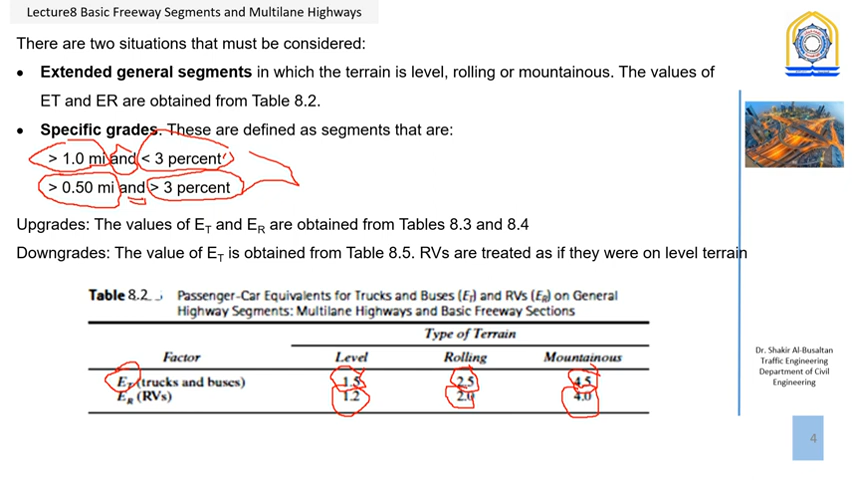 Lecture8 Basic Freeway Segments and Multilane Highways
There are two situations that must be considered:
• Extended general segments in which the terrain is level, rolling or mountainous. The values of
ET and ER are obtained from Table 8.2.
• Specific grades. These are defined as segments that are:
> 1.0 mi and < 3 percent
> 0.50 mi and > 3 percent
Upgrades: The values of ET and ER are obtained from Tables 8.3 and 8.4
Downgrades: The value of ET is obtained from Table 8.5. RVs are treated as if they were on level terrain
Table 8.2 Passenger-Car Equivalents for Trucks and Buses (ET) and RVs (ER) on General
Highway Segments: Multilane Highways and Basic Freeway Sections
Type of Terrain
Factor Level Rolling Mountainous
ET (trucks and buses) 1.5 2.5 4.5
ER (RVs) 1.2 2.0 4.0
Dr. Shakir Al-Busaltan
Traffic Engineering
Department of Civil
Engineering
4